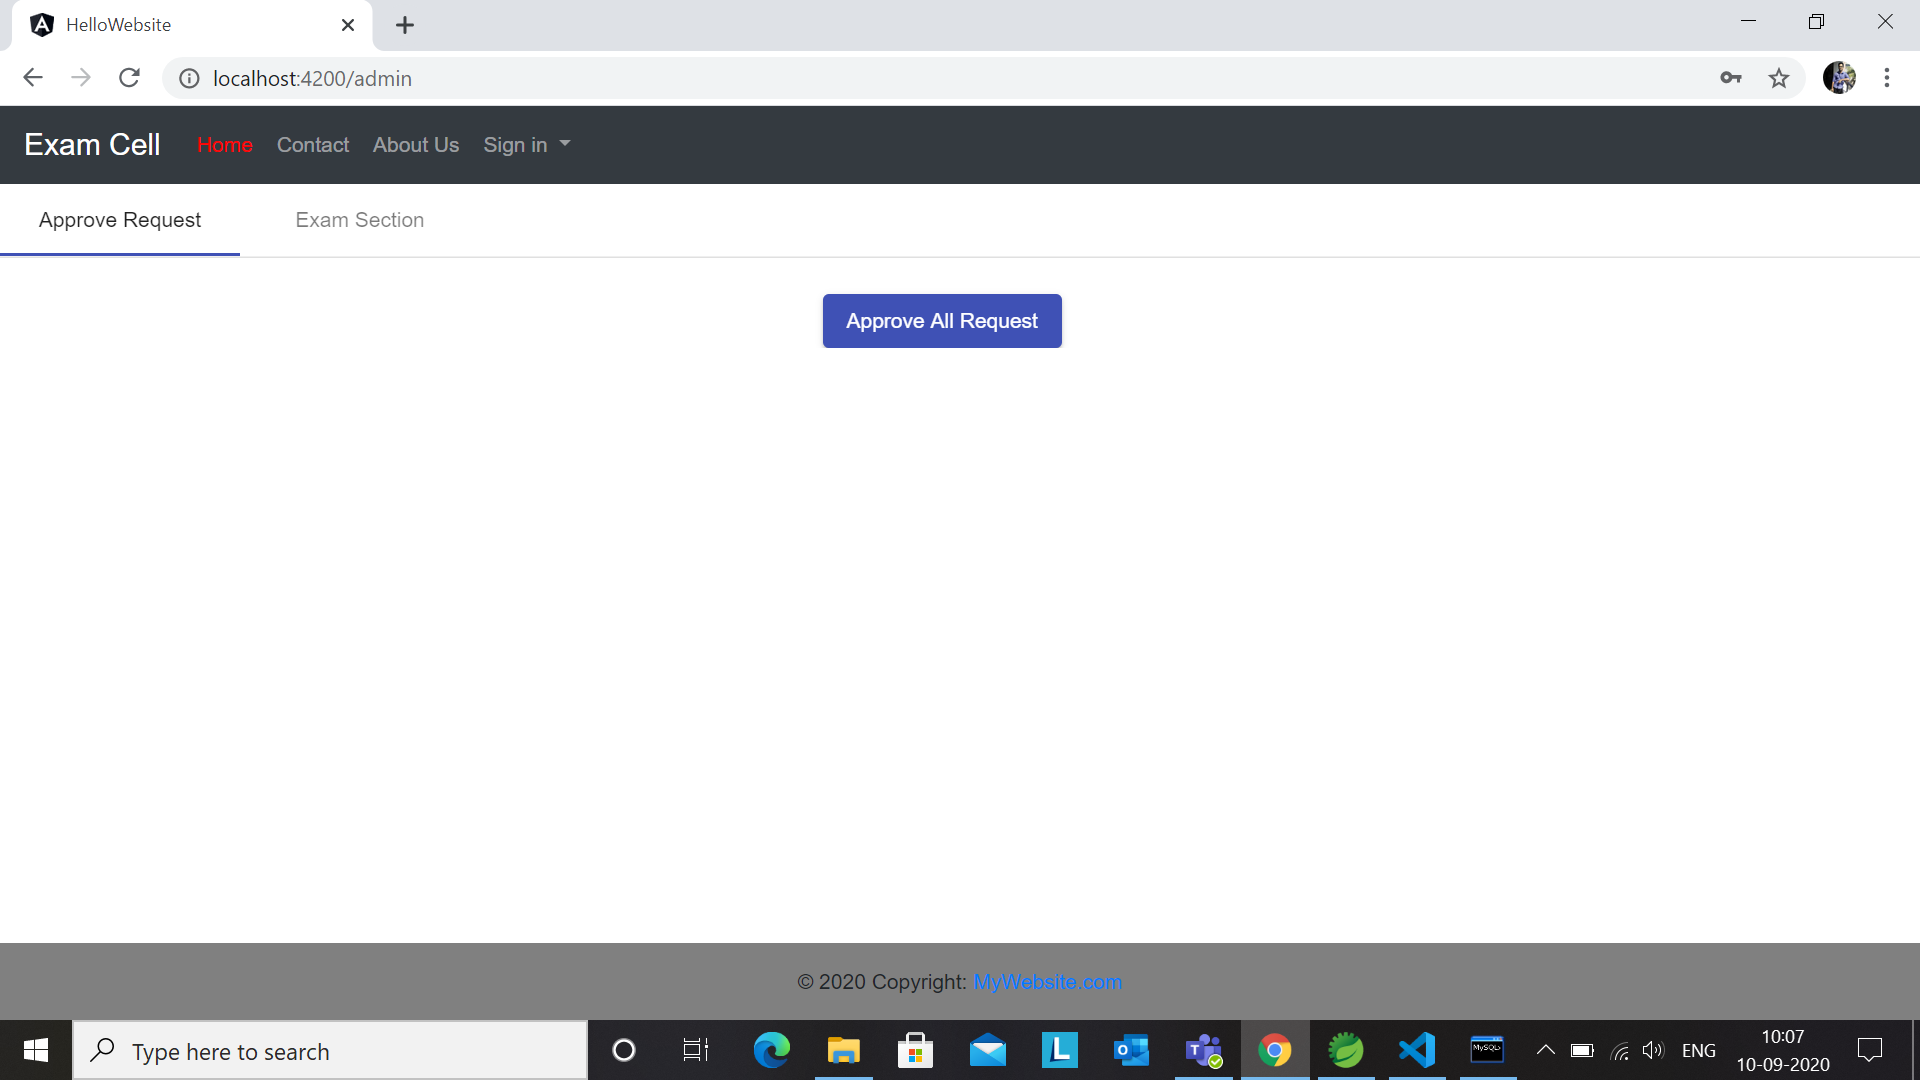 HelloWebsite
localhost:4200/admin
Exam Cell Home Contact About Us Sign in
Approve Request Exam Section
Approve All Request
© 2020 Copyright: MyWebsite.com
Type here to search
L
O
T
MySQL>
ENG
10:07
10-09-2020